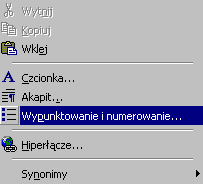 Wytnij
Kopiuj
Wklej
Czcionka...
Akapit...
Wypunktowanie i numerowanie...
Hiperłącze...
Synonimy